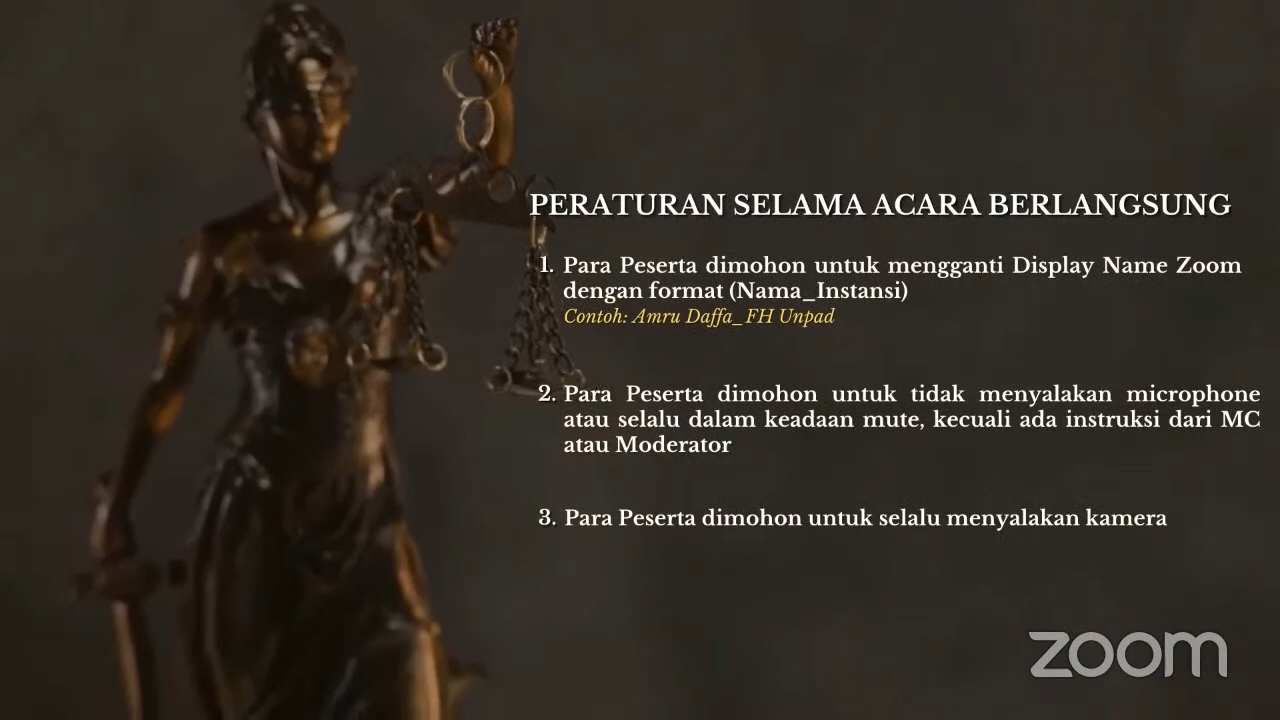 PERATURAN SELAMA ACARA BERLANGSUNG
1. Para Peserta dimohon untuk mengganti Display Name Zoom
dengan format (Nama_Instansi)
Contoh: Amru Daffa_FH Unpad
2. Para Peserta dimohon untuk tidak menyalakan microphone
atau selalu dalam keadaan mute, kecuali ada instruksi dari MC
atau Moderator
3. Para Peserta dimohon untuk selalu menyalakan kamera
zoom